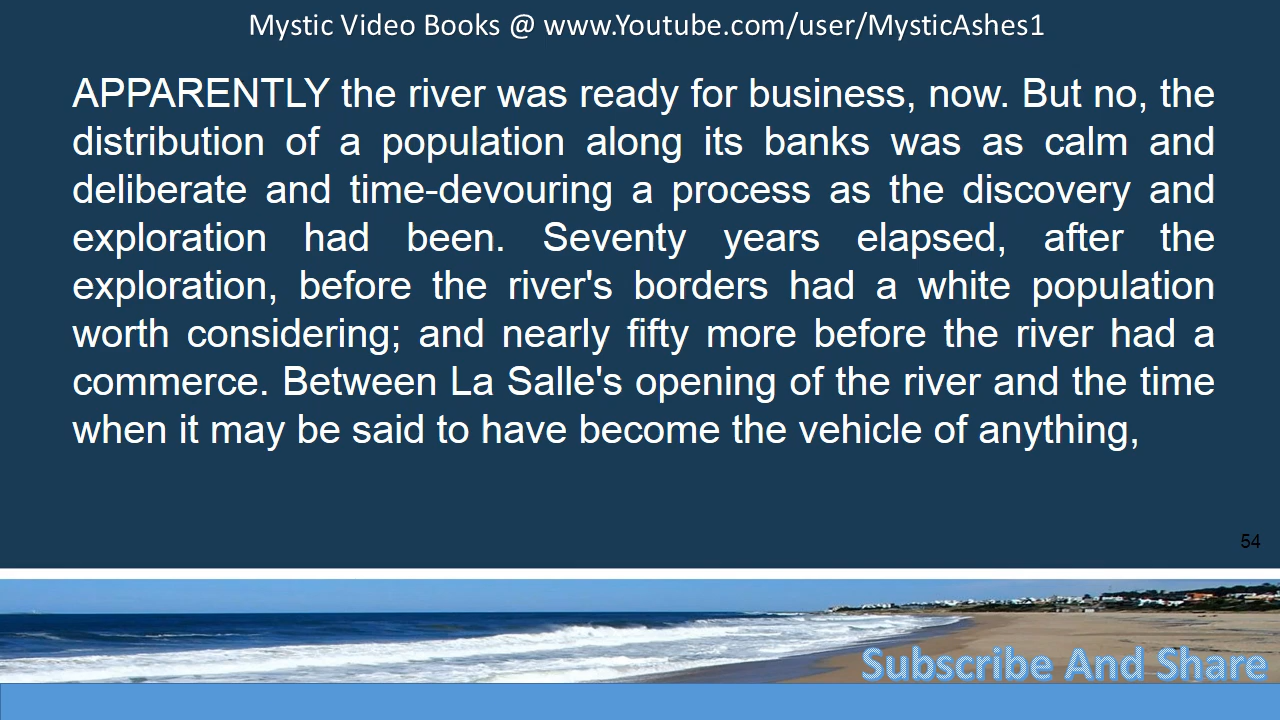 Mystic Video Books @ www.Youtube.com/user/MysticAshes1
APPARENTLY the river was ready for business, now. But no, the
distribution of a population along its banks was as calm and
deliberate and time-devouring a process as the discovery and
exploration had been. Seventy years elapsed, after the
exploration, before the river's borders had a white population
worth considering; and nearly fifty more before the river had a
commerce. Between La Salle's opening of the river and the time
when it may be said to have become the vehicle of anything,
54
Subscribe And Share